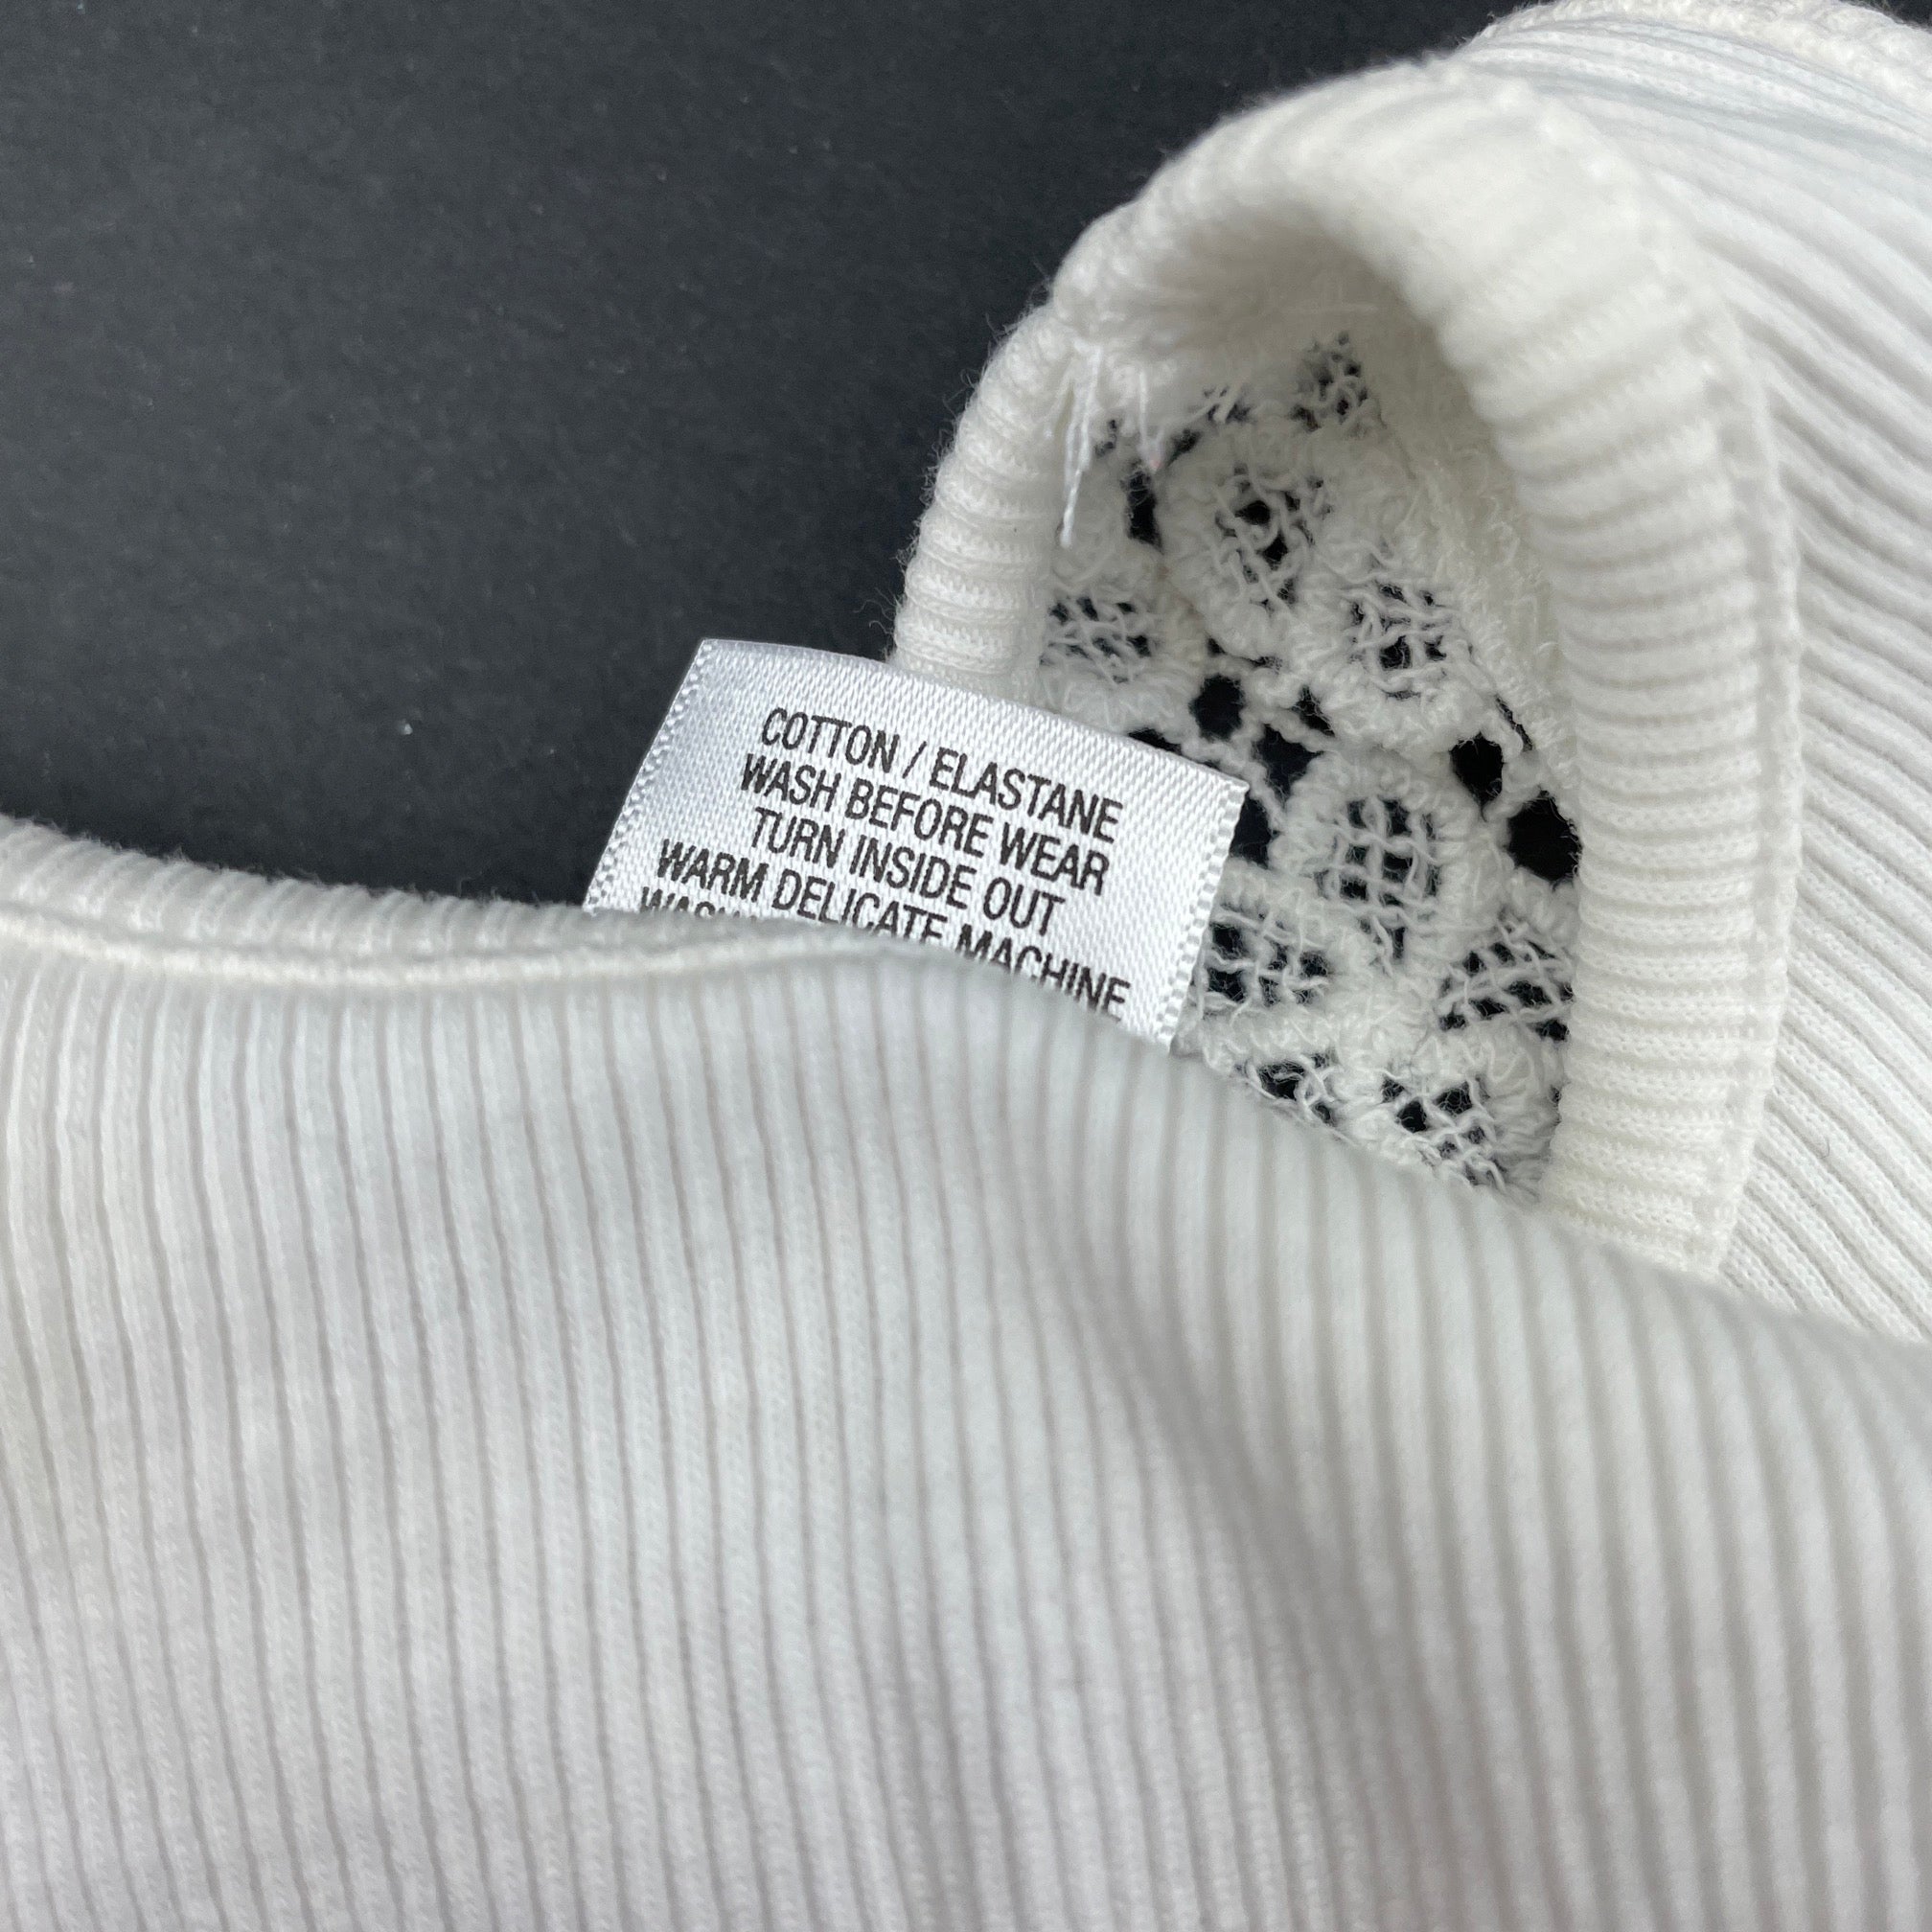 COTTON / ELASTANE
WASH BEFORE WEAR
TURN INSIDE OUT
WARM DELICATE MACHINE